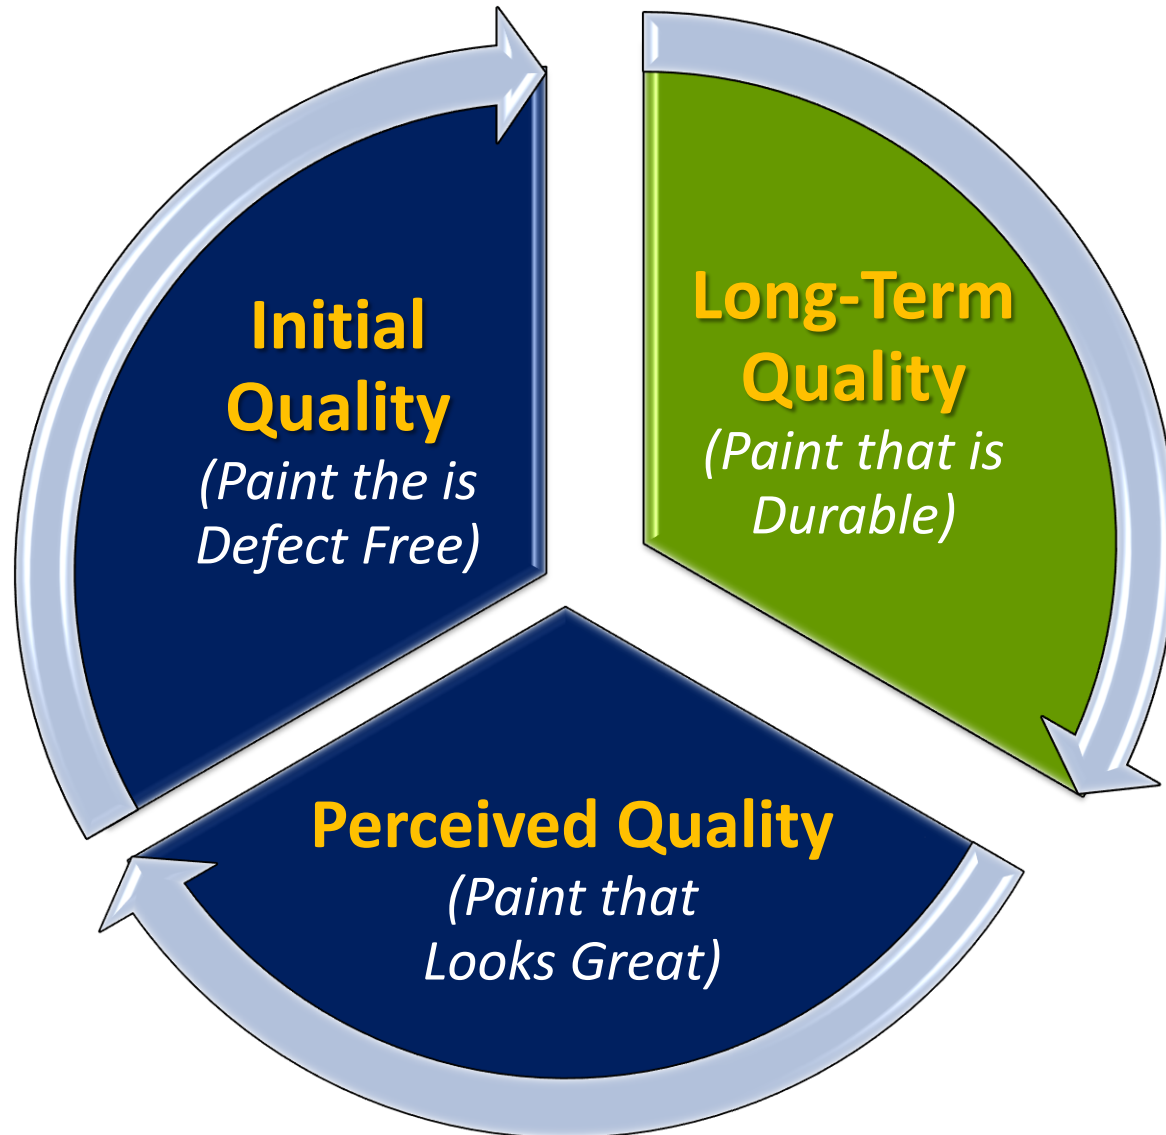 Initial
Quality
(Paint the is
Defect Free)
Long-Term
Quality
(Paint that is
Durable)
Perceived Quality
(Paint that
Looks Great)